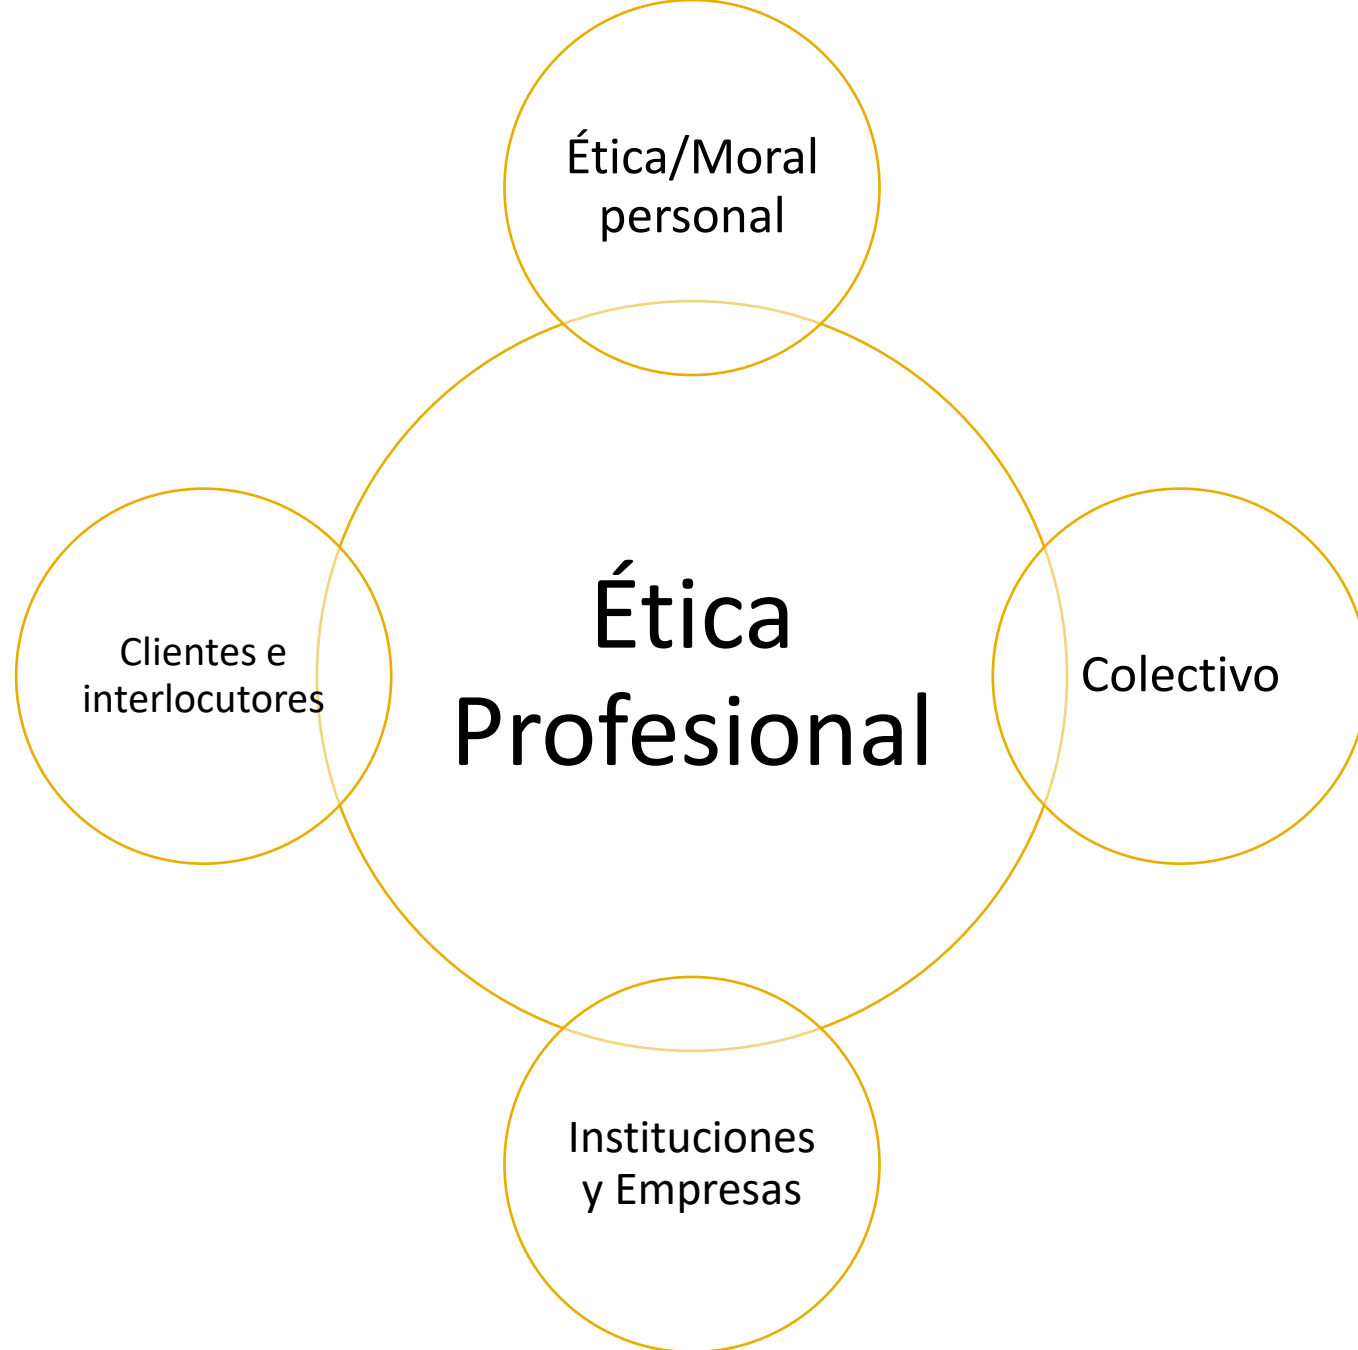 Ética/Moral
personal
Clientes e
interlocutores
Ética
Profesional
Colectivo
Instituciones
y Empresas